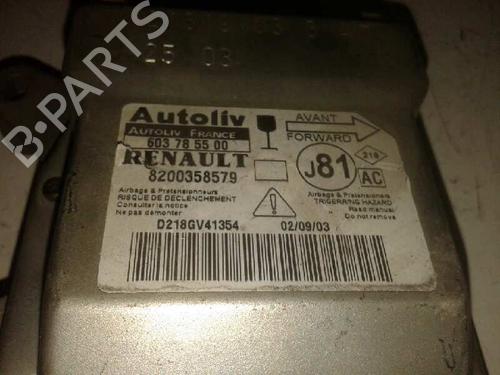 25 03
Autoliv
AUTOLIV FRANCE
603 78 55 00
RENAULT
8200358579
AVANT
FORWARD
J81
218
AC
Airbags & Pretensionneurs
RISQUE DE DECLENCHEMENT
Consulter la notice
Ne pas démonter
Airbags & Pretensioners
TRIGERRING HAZARD
Read manual
Do not remove
D218GV41354
02/09/03
B-PARTS